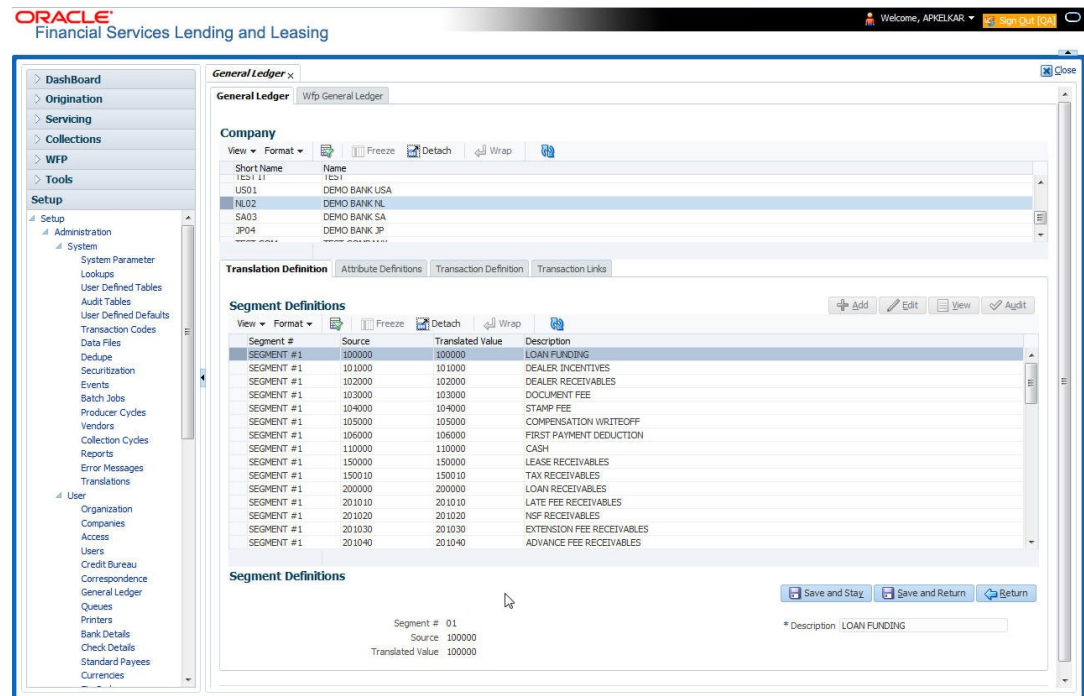 ORACLE
Financial Services Lending and Leasing
Welcome, APKELKAR
Sign Out [QA]
DashBoard
Origination
Servicing
Collections
WFP
Tools
Setup
Setup
Administration
System
System Parameter
Lookups
User Defined Tables
Audit Tables
User Defined Defaults
Transaction Codes
Data Files
Dedupe
Securitization
Events
Batch Jobs
Producer Cycles
Vendors
Collection Cycles
Reports
Error Messages
Translations
User
Organization
Companies
Access
Users
Credit Bureau
Correspondence
General Ledger
Queues
Printers
Bank Details
Check Details
Standard Payees
Currencies
General Ledger
Close
General Ledger Wfp General Ledger
Company
View Format Freeze Detach Wrap
Short Name Name
TEST IT TEST
US01 DEMO BANK USA
NL02 DEMO BANK NL
SA03 DEMO BANK SA
JP04 DEMO BANK JP
Translation Definition Attribute Definitions Transaction Definition Transaction Links
Segment Definitions
Add Edit View Audit
View Format Freeze Detach Wrap
Segment # Source Translated Value Description
SEGMENT #1 100000 100000 LOAN FUNDING
SEGMENT #1 101000 101000 DEALER INCENTIVES
SEGMENT #1 102000 102000 DEALER RECEIVABLES
SEGMENT #1 103000 103000 DOCUMENT FEE
SEGMENT #1 104000 104000 STAMP FEE
SEGMENT #1 105000 105000 COMPENSATION WRITEOFF
SEGMENT #1 106000 106000 FIRST PAYMENT DEDUCTION
SEGMENT #1 110000 110000 CASH
SEGMENT #1 150000 150000 LEASE RECEIVABLES
SEGMENT #1 150010 150010 TAX RECEIVABLES
SEGMENT #1 200000 200000 LOAN RECEIVABLES
SEGMENT #1 201010 201010 LATE FEE RECEIVABLES
SEGMENT #1 201020 201020 NSF RECEIVABLES
SEGMENT #1 201030 201030 EXTENSION FEE RECEIVABLES
SEGMENT #1 201040 201040 ADVANCE FEE RECEIVABLES
Segment Definitions
Save and Stay Save and Return Return
Segment # 01
Source 100000
Translated Value 100000
* Description LOAN FUNDING